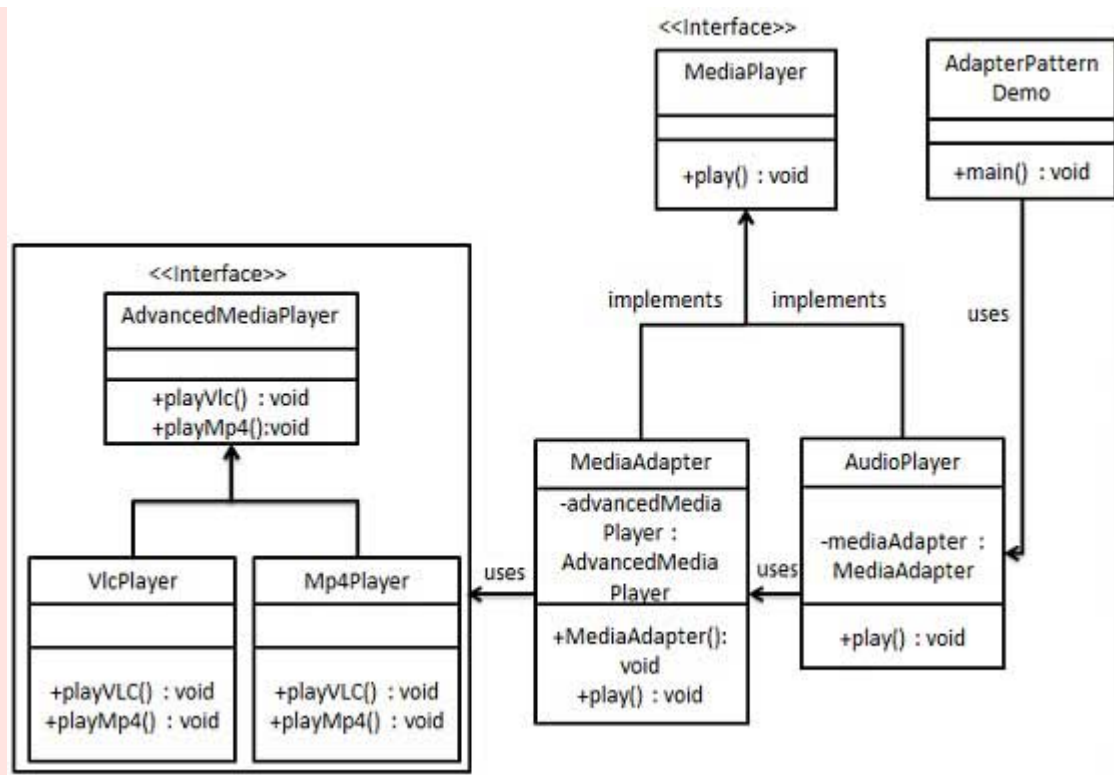 <<Interface>>
MediaPlayer
+play() : void
AdapterPattern
Demo
+main() : void
implements
implements
uses
<<Interface>>
AdvancedMediaPlayer
+playVlc() : void
+playMp4():void
VlcPlayer
+playVLC() : void
+playMp4() : void
Mp4Player
+playVLC() : void
+playMp4() : void
uses
MediaAdapter
-advancedMedia
Player :
AdvancedMedia
Player
+MediaAdapter():
void
+play() : void
uses
AudioPlayer
-mediaAdapter :
MediaAdapter
+play() : void